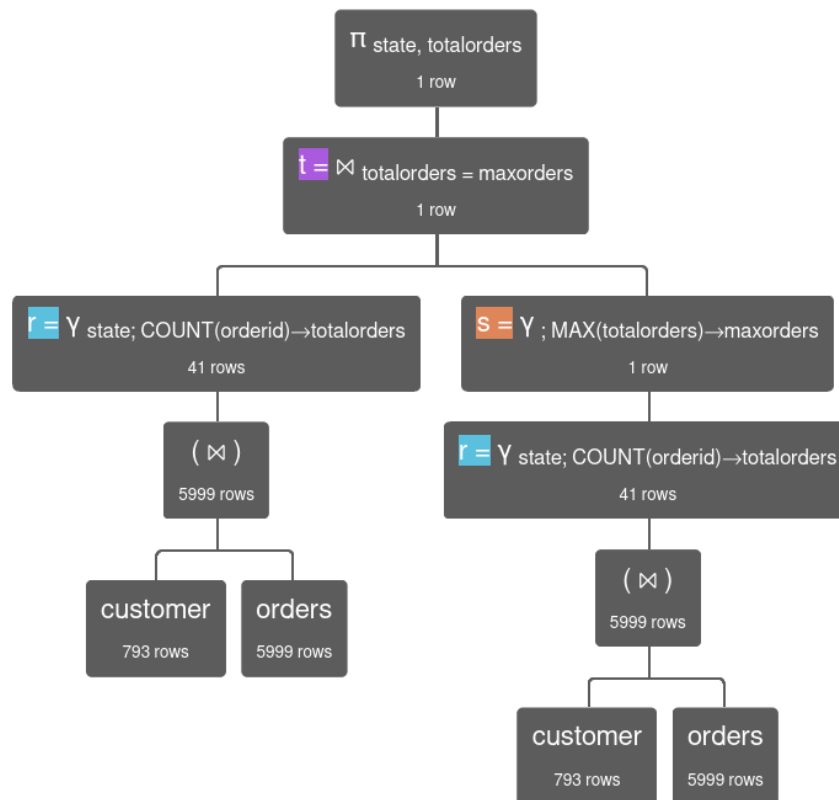 π state, totalorders
1 row
t = ⋈ totalorders = maxorders
1 row
r = γ state; COUNT(orderid)→totalorders
41 rows
s = γ ; MAX(totalorders)→maxorders
1 row
( ⋈ )
5999 rows
r = γ state; COUNT(orderid)→totalorders
41 rows
customer
793 rows
orders
5999 rows
( ⋈ )
5999 rows
customer
793 rows
orders
5999 rows